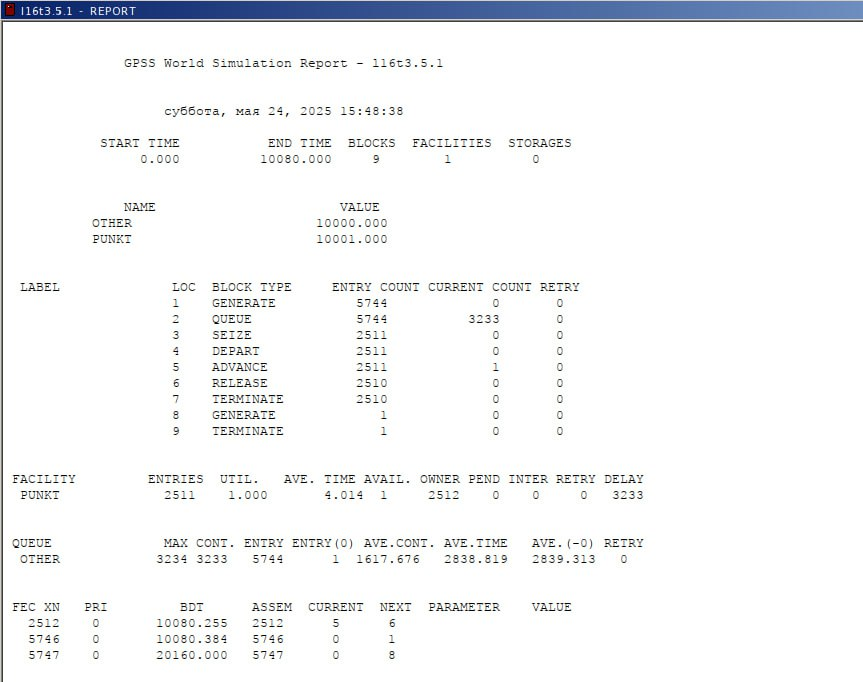 l16t3.5.1 - REPORT
GPSS World Simulation Report - l16t3.5.1
суббота, мая 24, 2025 15:48:38
START TIME END TIME BLOCKS FACILITIES STORAGES
0.000 10080.000 9 1 0
NAME VALUE
OTHER 10000.000
PUNKT 10001.000
LABEL LOC BLOCK TYPE ENTRY COUNT CURRENT COUNT RETRY
1 GENERATE 5744 0 0
2 QUEUE 5744 3233 0
3 SEIZE 2511 0 0
4 DEPART 2511 0 0
5 ADVANCE 2511 1 0
6 RELEASE 2510 0 0
7 TERMINATE 2510 0 0
8 GENERATE 1 0 0
9 TERMINATE 1 0 0
FACILITY ENTRIES UTIL. AVE. TIME AVAIL. OWNER PEND INTER RETRY DELAY
PUNKT 2511 1.000 4.014 1 2512 0 0 0 3233
QUEUE MAX CONT. ENTRY ENTRY(0) AVE.CONT. AVE.TIME AVE.(-0) RETRY
OTHER 3234 3233 5744 1 1617.676 2838.819 2839.313 0
FEC XN PRI BDT ASSEM CURRENT NEXT PARAMETER VALUE
2512 0 10080.255 2512 5 6
5746 0 10080.384 5746 0 1
5747 0 20160.000 5747 0 8